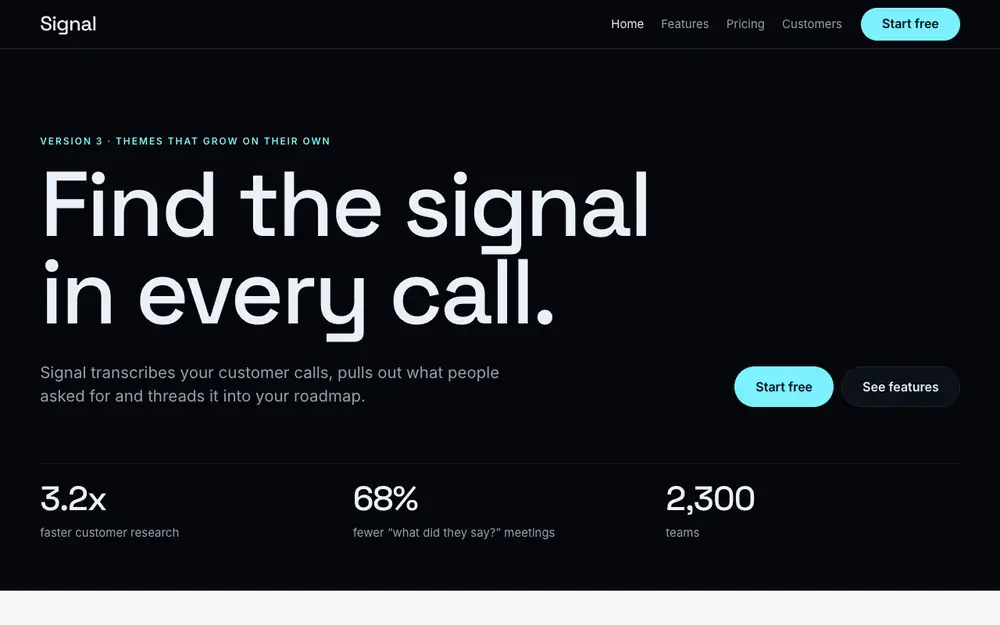 Signal
Home Features Pricing Customers Start free
VERSION 3 · THEMES THAT GROW ON THEIR OWN
Find the signal
in every call.
Signal transcribes your customer calls, pulls out what people
asked for and threads it into your roadmap.
Start free See features
3.2x
faster customer research
68%
fewer “what did they say?” meetings
2,300
teams